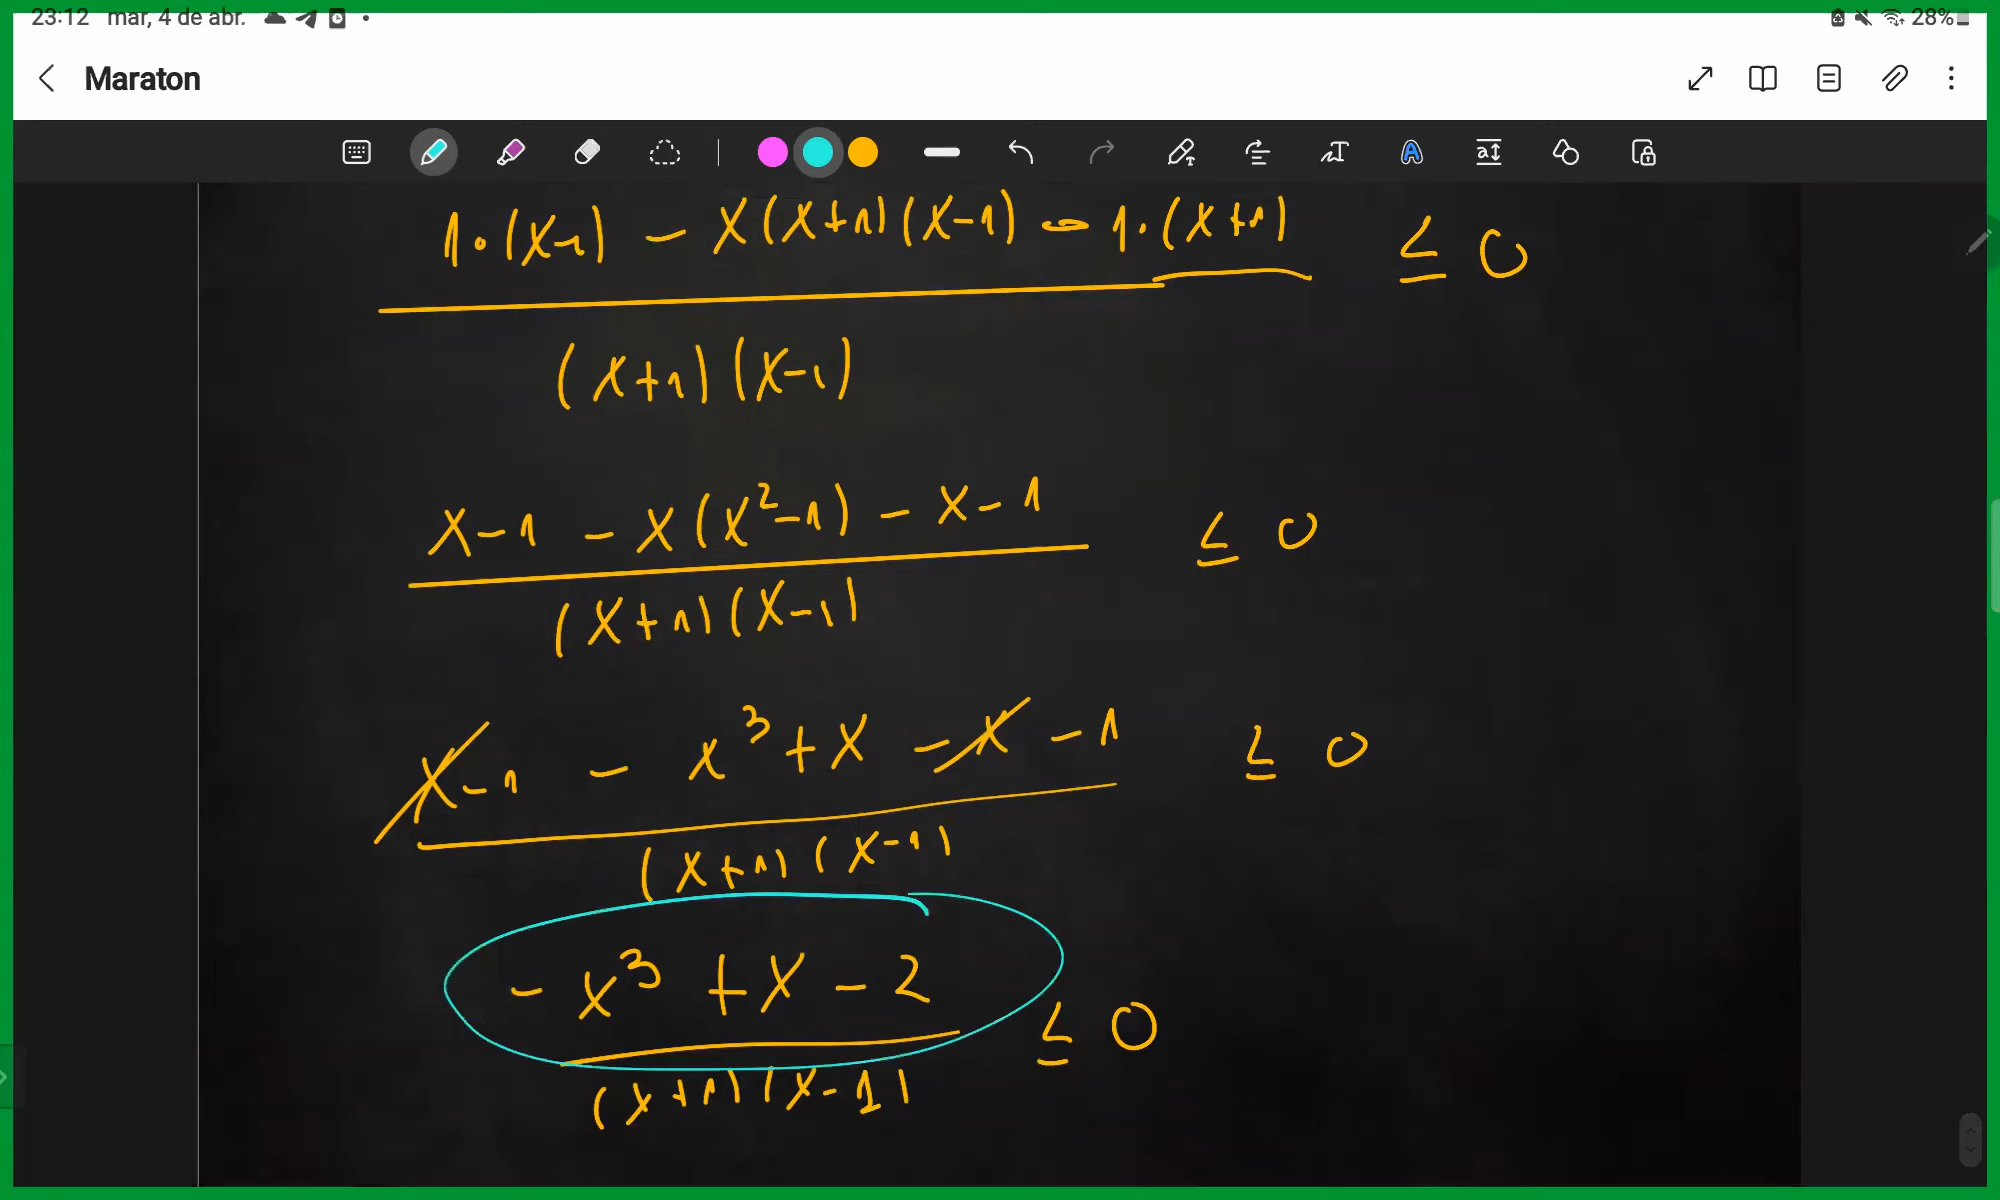 23:12 mar, 4 de abr. 28%
Maraton
1·(x-1) - x(x+1)(x-1) - 1·(x+1) ≤ 0
(x+1)(x-1)
x-1 - x(x²-1) - x-1 ≤ 0
(x+1)(x-1)
x-1 - x³+x -x -1 ≤ 0
(x+1)(x-1)
-x³ +x -2 ≤ 0
(x+1)(x-1)